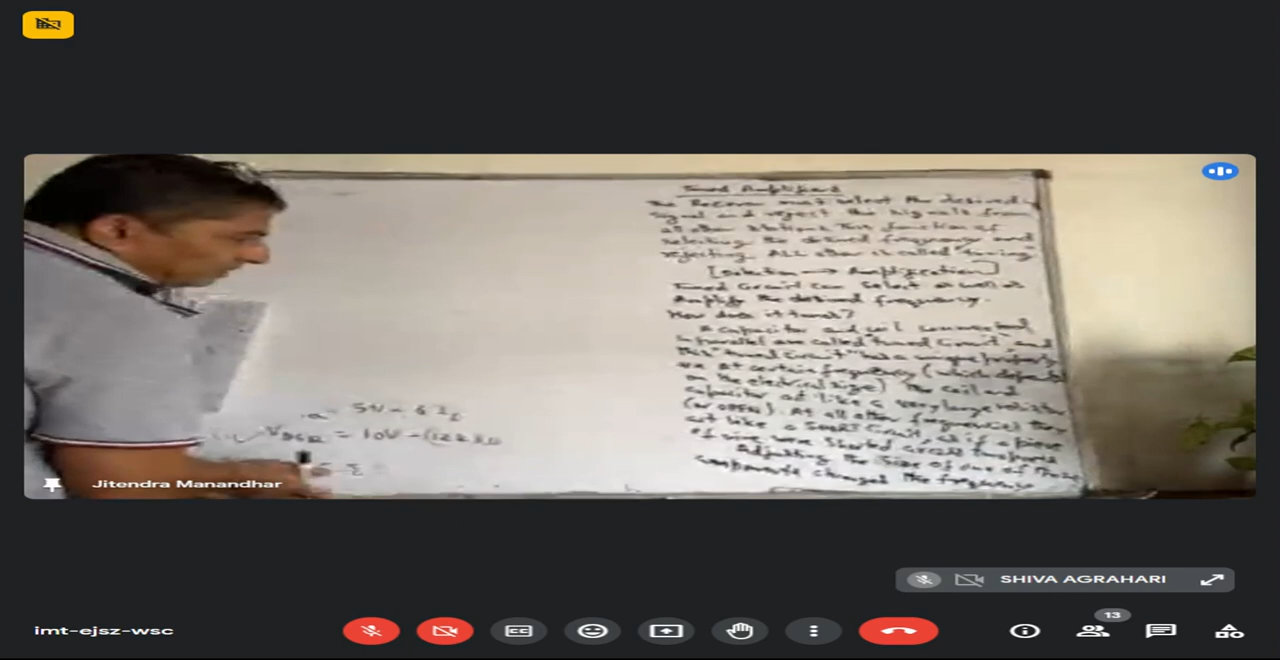 Tuned Amplifiers
The Receiver must select the desired
signal and reject the signals from
all other stations. This function of
selecting the desired frequency and
rejecting ALL other is called "tuning"
[Selection → Amplification]
Tuned Circuit can Select as well as
Amplify the desired frequency.
How does it tuned?
A capacitor and coil connected
in parallel are called "tuned circuit" and
this "tuned circuit" has a unique property
At certain frequency (which depends
on the electrical size) the coil and
capacitor act like a very large resistor
(or OPEN). At all other frequencies they
act like a SHORT Circuit, as if a piece
of wire were
Adjusting the size of one of these
components changes the frequency
= 10V -
Jitendra Manandhar
SHIVA AGRAHARI
imt-ejsz-wsc
CC
13